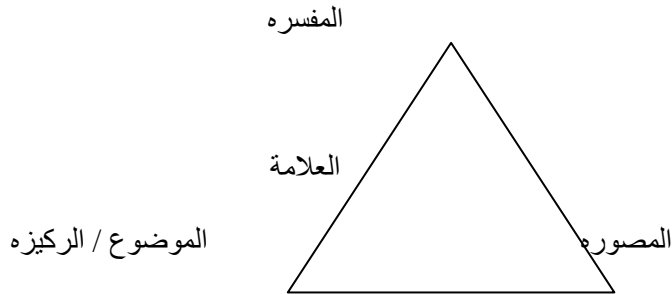 المفسره
العلامة
المصوره
الموضوع / الركيزه